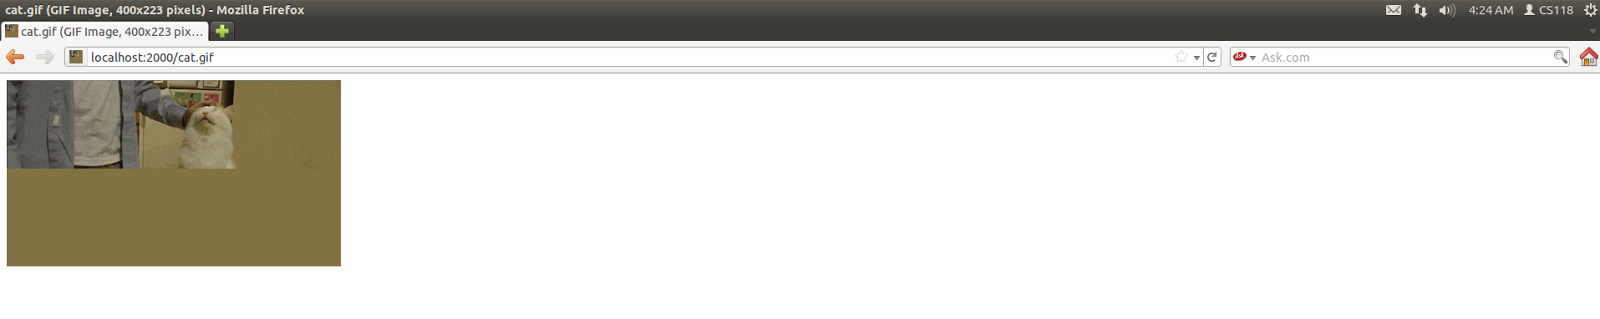 cat.gif (GIF Image, 400x223 pixels) - Mozilla Firefox
4:24 AM CS118
cat.gif (GIF Image, 400x223 pix...
localhost:2000/cat.gif
Ask Ask.com